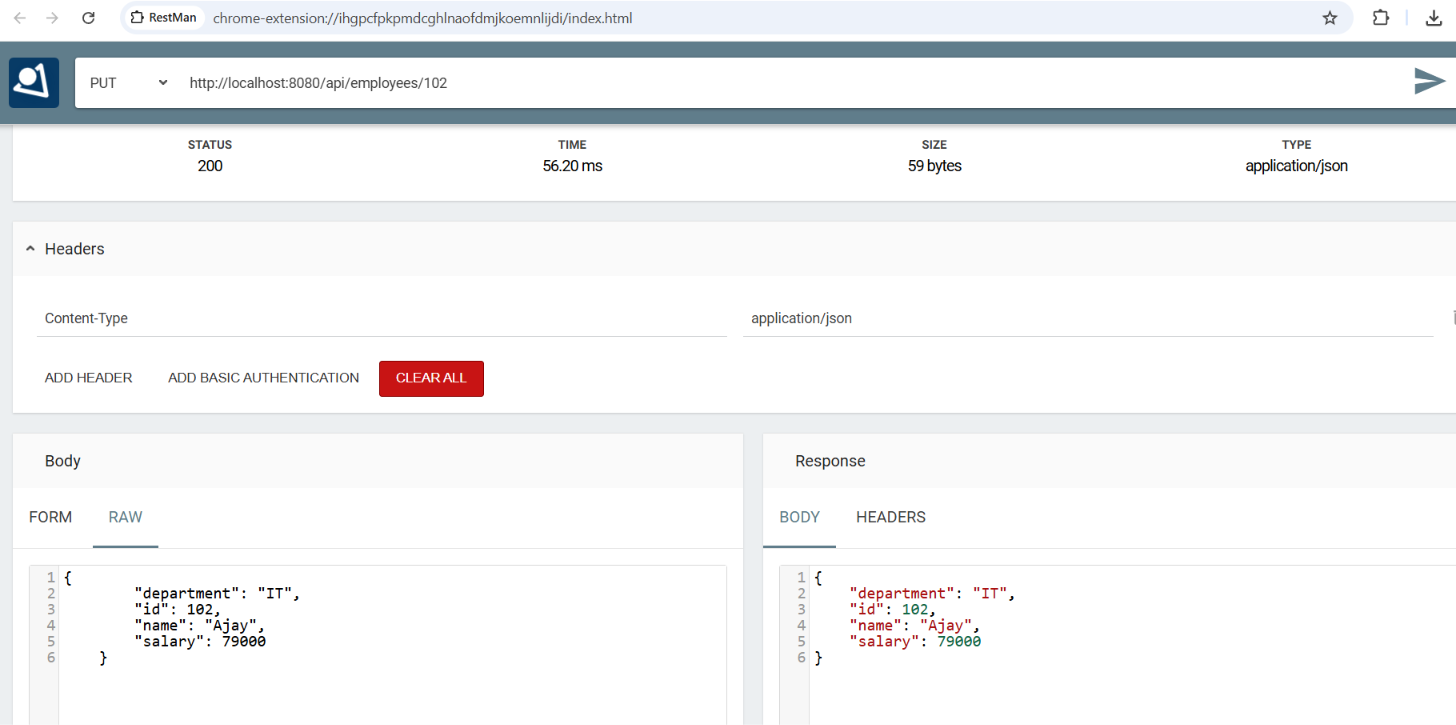 RestMan chrome-extension://ihgpcfpkpmdcghlnaofdmjkoemnlijdi/index.html
PUT http://localhost:8080/api/employees/102
STATUS TIME SIZE TYPE
200 56.20 ms 59 bytes application/json
Headers
Content-Type application/json
ADD HEADER ADD BASIC AUTHENTICATION CLEAR ALL
Body
FORM RAW
1 {
2 "department": "IT",
3 "id": 102,
4 "name": "Ajay",
5 "salary": 79000
6 }
Response
BODY HEADERS
1 {
2 "department": "IT",
3 "id": 102,
4 "name": "Ajay",
5 "salary": 79000
6 }